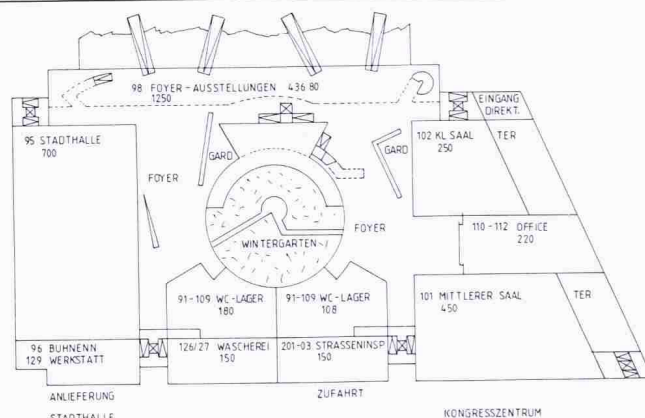 98 FOYER - AUSSTELLUNGEN 436 80
1250
EINGANG
DIREKT.
95 STADTHALLE
700
GARD
GARD
102 KL SAAL
250
TER
FOYER
FOYER
110 - 112 OFFICE
220
WINTERGARTEN
91 - 109 WC - LAGER
180
91 - 109 WC - LAGER
108
101 MITTLERER SAAL
450
TER
96 BUHNENN
129 WERKSTATT
126/27 WASCHEREI
150
201 - 03 STRASSENINSP
150
ANLIEFERUNG
STADTHALLE
ZUFAHRT
KONGRESSZENTRUM